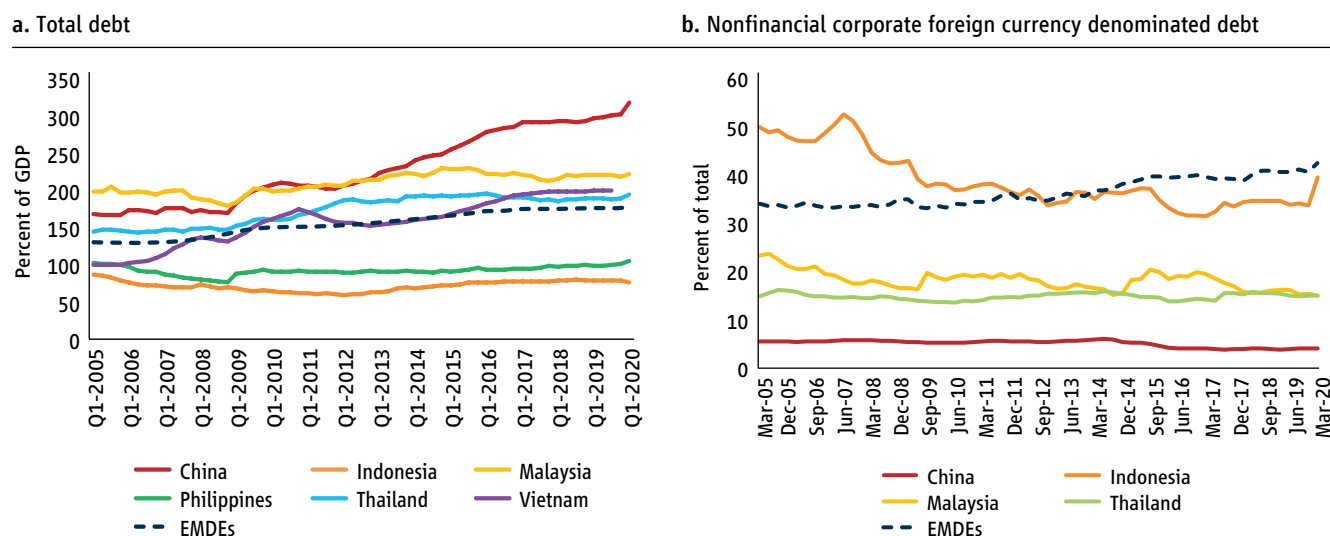 a. Total debt
Percent of GDP
350
300
250
200
150
100
50
0
Q1-2005
Q1-2006
Q1-2007
Q1-2008
Q1-2009
Q1-2010
Q1-2011
Q1-2012
Q1-2013
Q1-2014
Q1-2015
Q1-2016
Q1-2017
Q1-2018
Q1-2019
Q1-2020
China
Indonesia
Malaysia
Philippines
Thailand
Vietnam
EMDEs
b. Nonfinancial corporate foreign currency denominated debt
Percent of total
60
50
40
30
20
10
0
Mar-05
Dec-05
Sep-06
Jun-07
Mar-08
Dec-08
Sep-09
Jun-10
Mar-11
Dec-11
Sep-12
Jun-13
Mar-14
Dec-14
Sep-15
Jun-16
Mar-17
Dec-17
Sep-18
Jun-19
Mar-20
China
Indonesia
Malaysia
Thailand
EMDEs